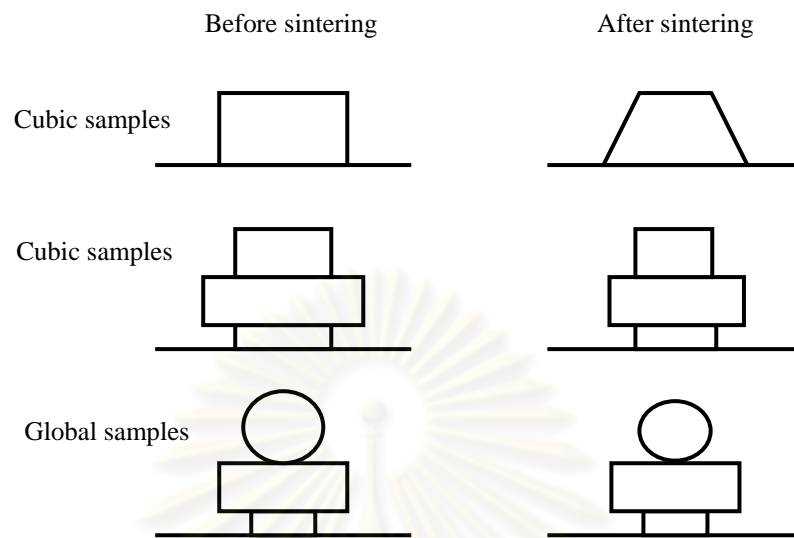 Before sintering
After sintering
Cubic samples
Cubic samples
Global samples